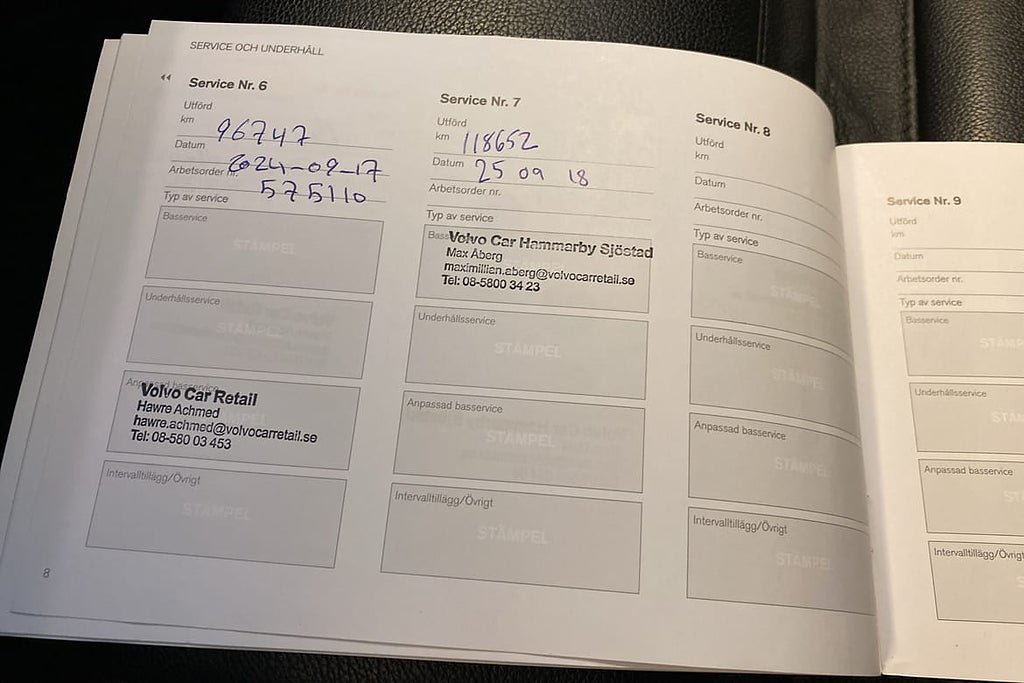 SERVICE OCH UNDERHÅLL
Service Nr. 6
Utförd
km 96747
Datum 2024-09-17
Arbetsorder nr. 575110
Typ av service
Basservice
STÄMPEL
Underhållsservice
STÄMPEL
Anpassad basservice
Volvo Car Retail
Hawre Achmed
hawre.achmed@volvocarretail.se
Tel: 08-580 03 453
Intervalltillägg/Övrigt
STÄMPEL
8
Service Nr. 7
Utförd
km 118652
Datum 25 09 18
Arbetsorder nr.
Typ av service
Volvo Car Hammarby Sjöstad
Max Åberg
maximillian.aberg@volvocarretail.se
Tel: 08-5800 34 23
Underhållsservice
STÄMPEL
Anpassad basservice
STÄMPEL
Intervalltillägg/Övrigt
STÄMPEL
Service Nr. 8
Utförd
km
Datum
Arbetsorder nr.
Typ av service
Basservice
STÄMPEL
Underhållsservice
STÄMPEL
Anpassad basservice
STÄMPEL
Intervalltillägg/Övrigt
STÄMPEL
Service Nr. 9
Utförd
km
Datum
Arbetsorder nr.
Typ av service
Basservice
STÄMP
Underhållsservice
STÄM
Anpassad basservice
ST
Intervalltillägg/Övrigt
ST